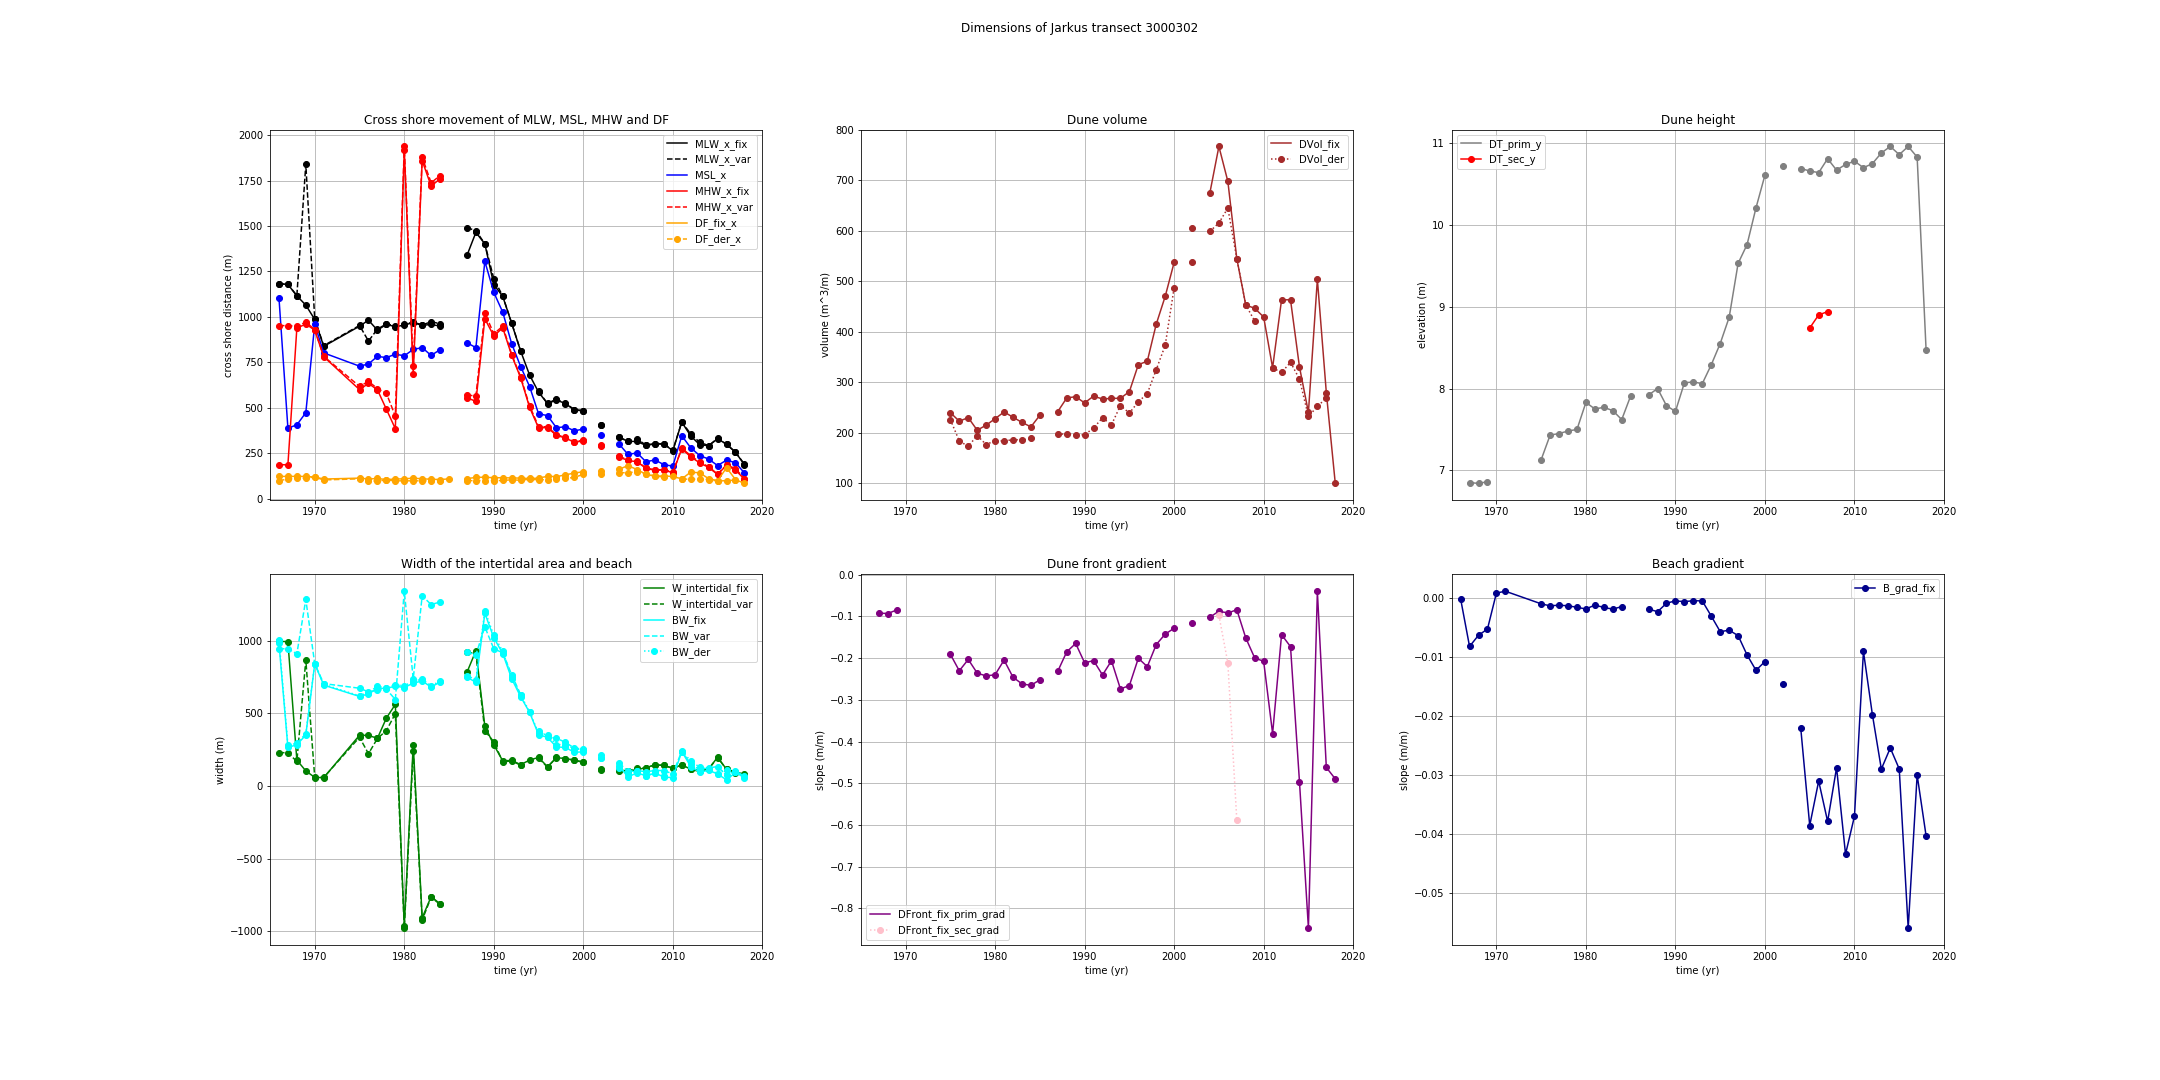 Dimensions of Jarkus transect 3000302
Cross shore movement of MLW, MSL, MHW and DF
cross shore distance (m)
2000
1750
1500
1250
1000
750
500
250
0
MLW_x_fix
MLW_x_var
MSL_x
MHW_x_fix
MHW_x_var
DF_fix_x
DF_der_x
1970 1980 1990 2000 2010 2020
time (yr)
Dune volume
volume (m^3/m)
800
700
600
500
400
300
200
100
DVol_fix
DVol_der
1970 1980 1990 2000 2010 2020
time (yr)
Dune height
elevation (m)
11
10
9
8
7
DT_prim_y
DT_sec_y
1970 1980 1990 2000 2010 2020
time (yr)
Width of the intertidal area and beach
width (m)
1000
500
0
−500
−1000
W_intertidal_fix
W_intertidal_var
BW_fix
BW_var
BW_der
1970 1980 1990 2000 2010 2020
time (yr)
Dune front gradient
slope (m/m)
0.0
−0.1
−0.2
−0.3
−0.4
−0.5
−0.6
−0.7
−0.8
DFront_fix_prim_grad
DFront_fix_sec_grad
1970 1980 1990 2000 2010 2020
time (yr)
Beach gradient
slope (m/m)
0.00
−0.01
−0.02
−0.03
−0.04
−0.05
B_grad_fix
1970 1980 1990 2000 2010 2020
time (yr)